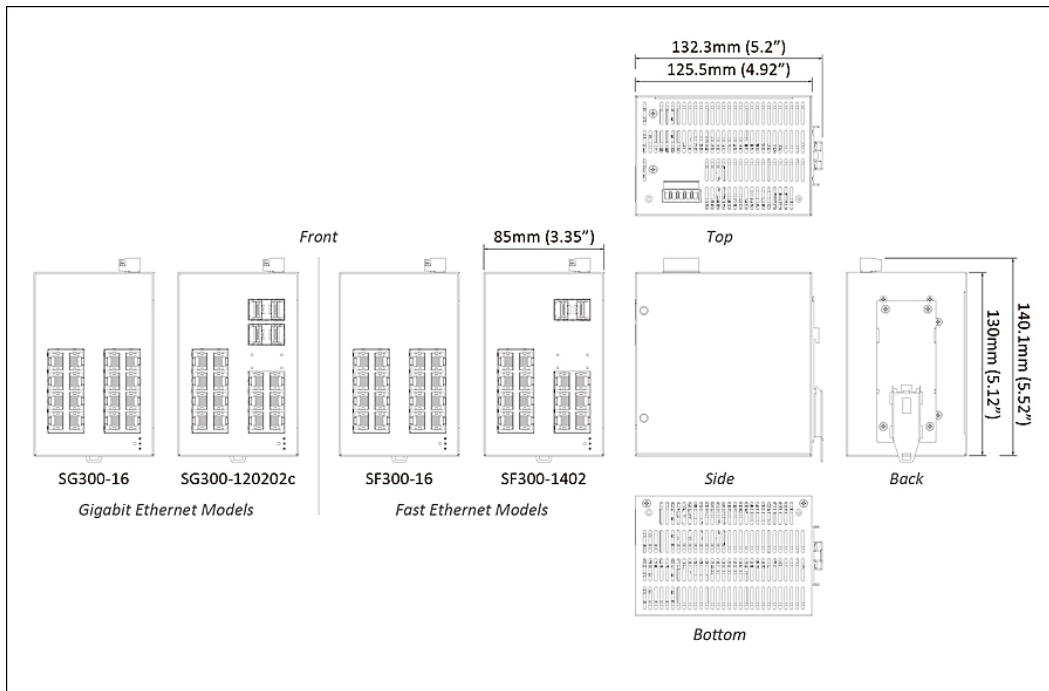 132.3mm (5.2”)
125.5mm (4.92”)
Front
85mm (3.35”)
Top
130mm (5.12”)
140.1mm (5.52”)
SG300-16
SG300-120202c
SF300-16
SF300-1402
Side
Back
Gigabit Ethernet Models
Fast Ethernet Models
Bottom